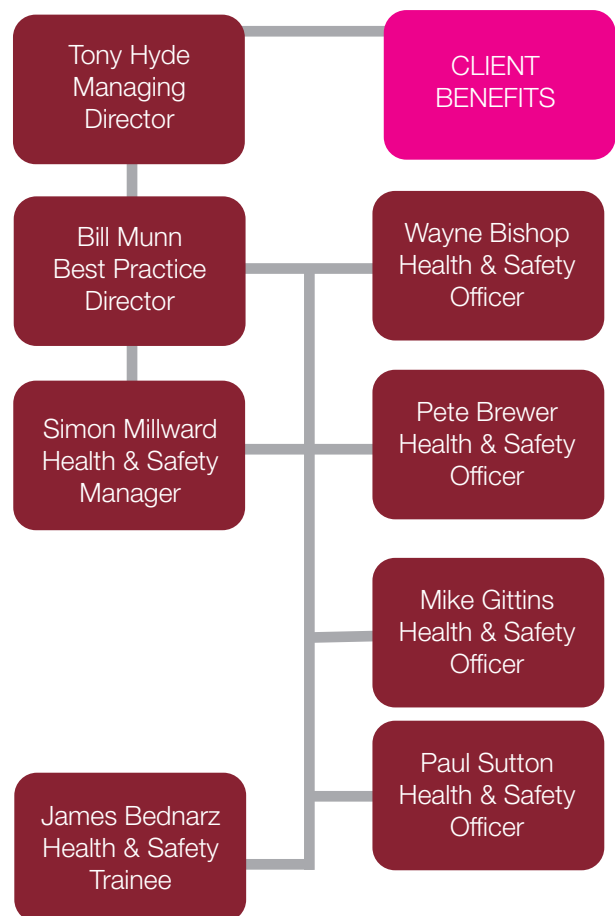 Tony Hyde
Managing
Director
CLIENT
BENEFITS
Bill Munn
Best Practice
Director
Wayne Bishop
Health & Safety
Officer
Simon Millward
Health & Safety
Manager
Pete Brewer
Health & Safety
Officer
Mike Gittins
Health & Safety
Officer
Paul Sutton
Health & Safety
Officer
James Bednarz
Health & Safety
Trainee